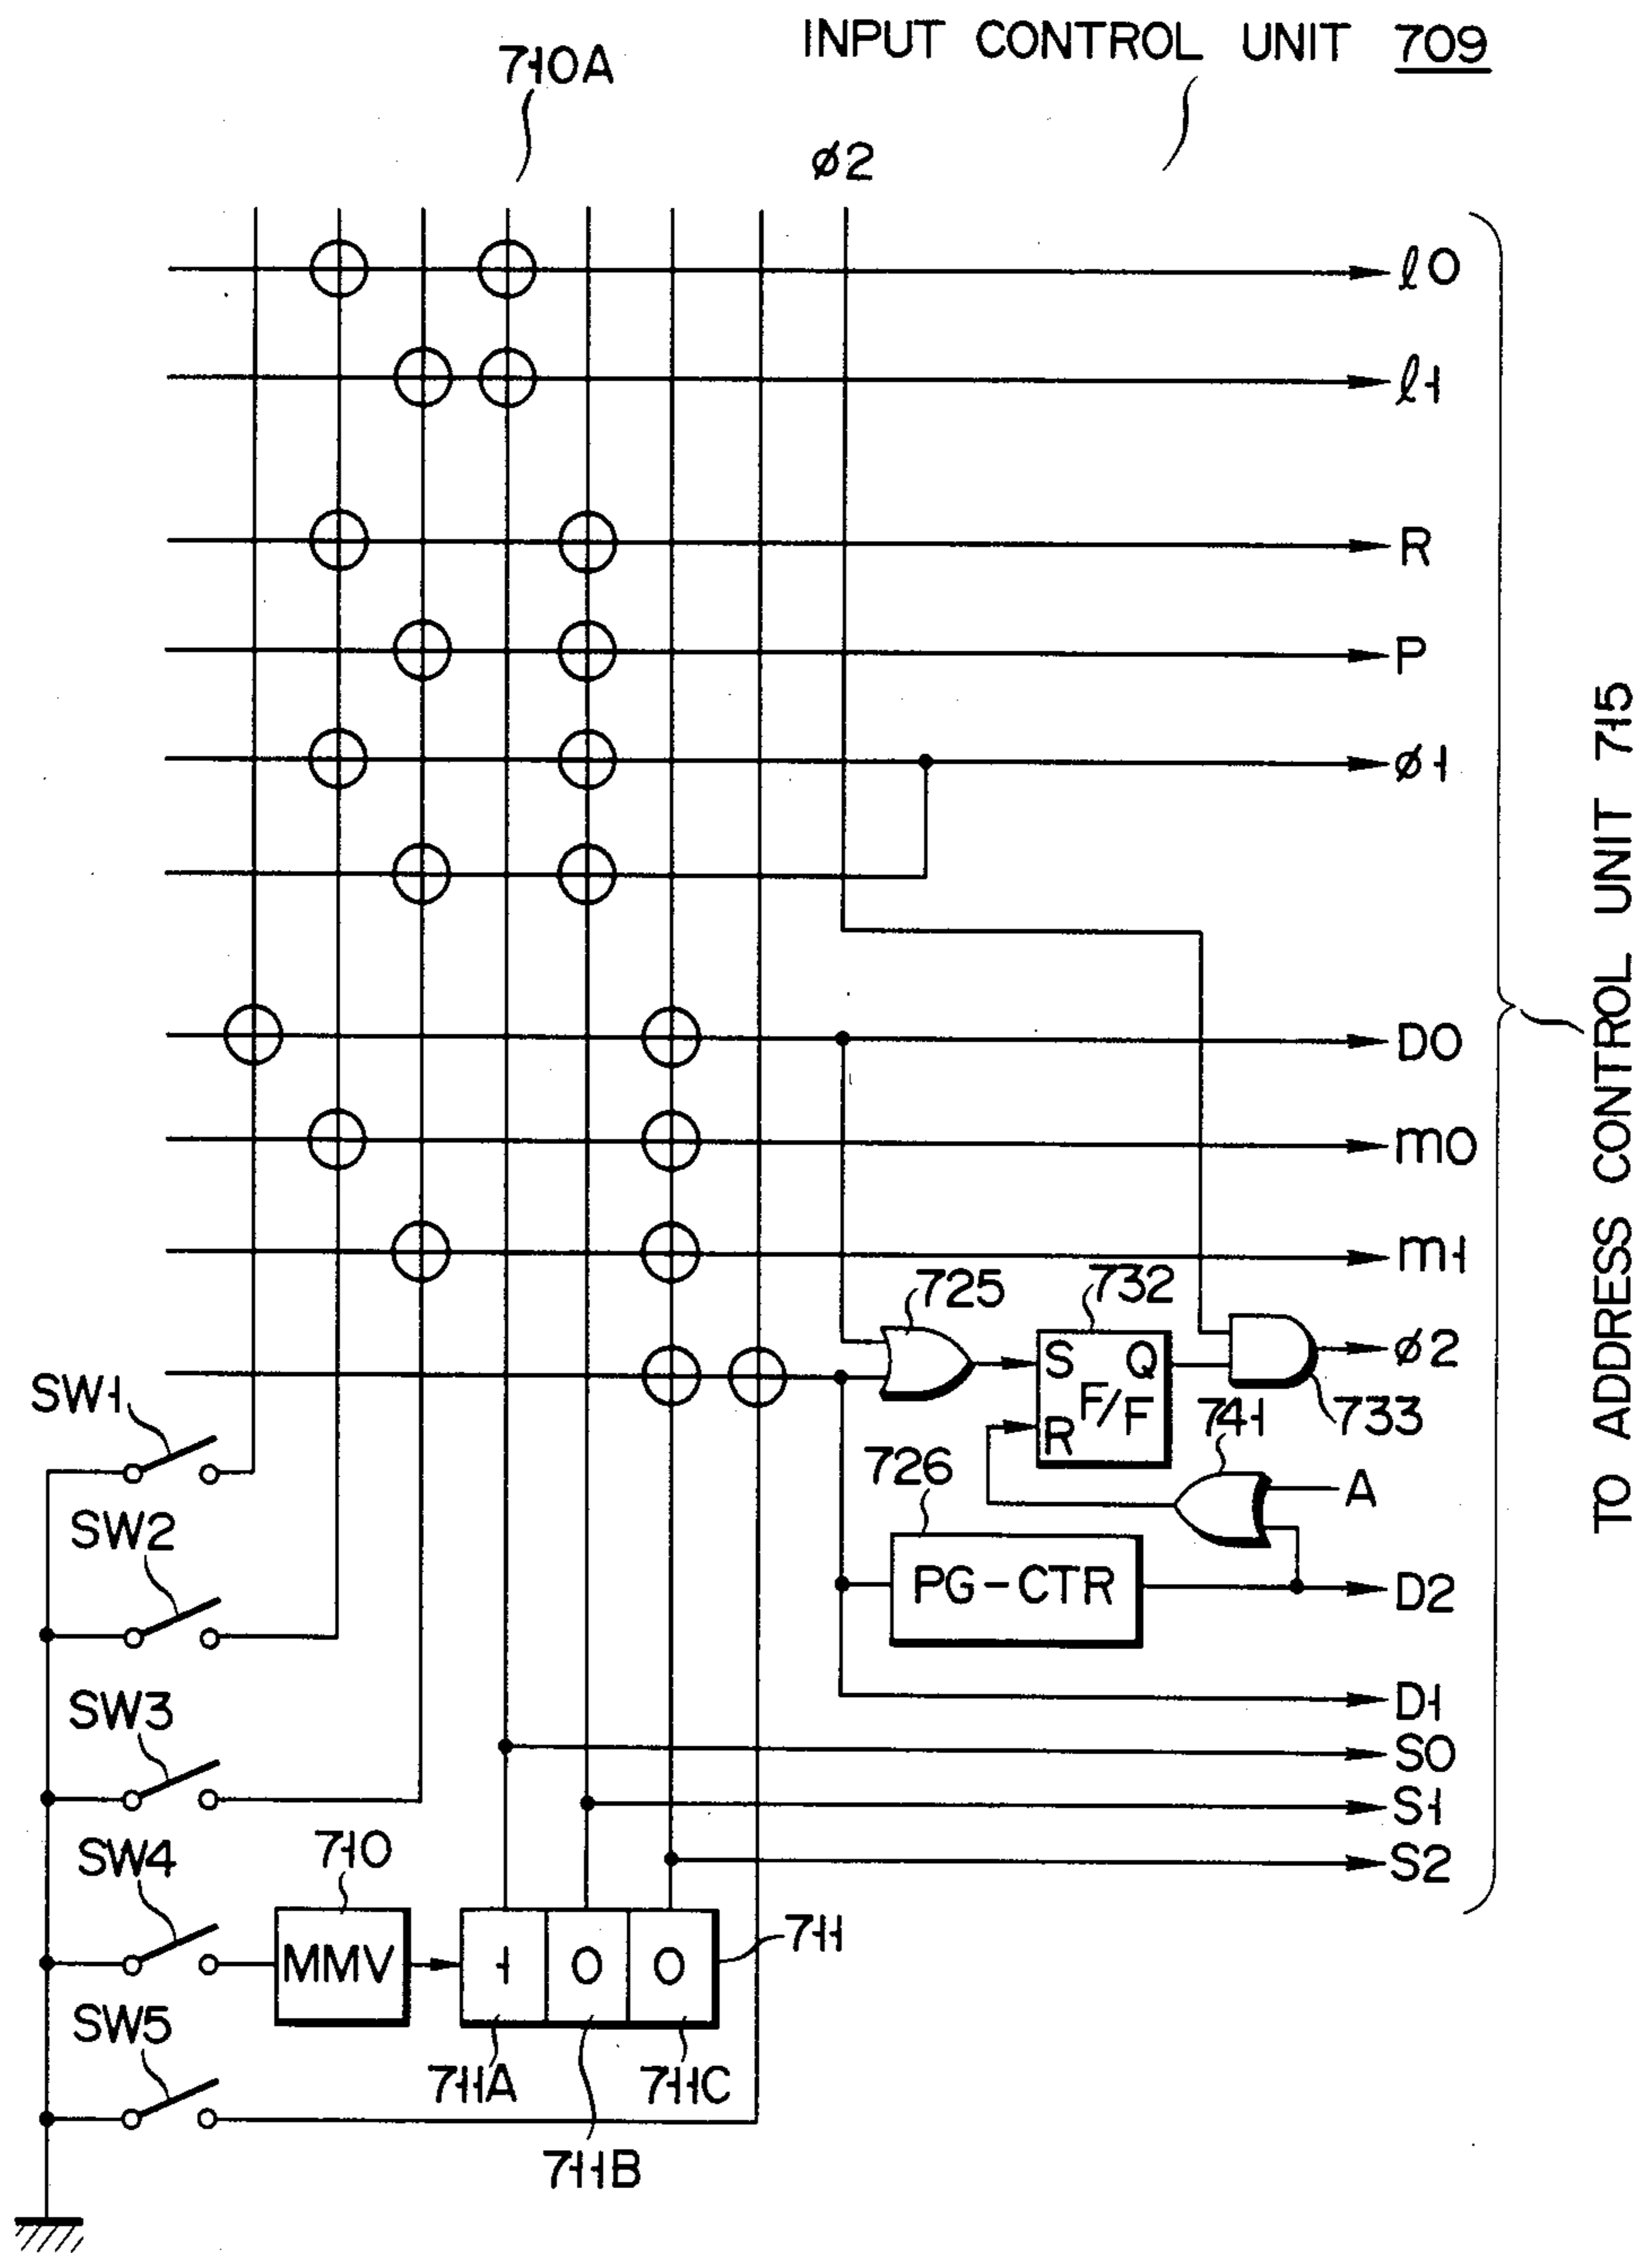 INPUT CONTROL UNIT 709
710A
ø2
ℓ0
ℓ1
R
P
ø1
D0
m0
m1
725
732
S Q
F/F
R
ø2
733
741
A
726
PG-CTR
D2
D1
S0
S1
S2
SW1
SW2
SW3
SW4
710
MMV
1 0 0
711
SW5
711A
711B
711C
TO ADDRESS CONTROL UNIT 715